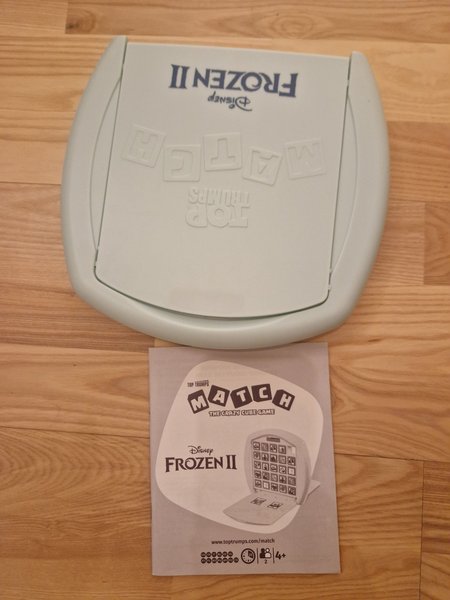 FROZEN II
Disney
MATCH
TOP
TRUMPS
TOP TRUMPS
MATCH
THE CRAZY CUBE GAME
Disney
FROZEN II
www.toptrumps.com/match
2
4+